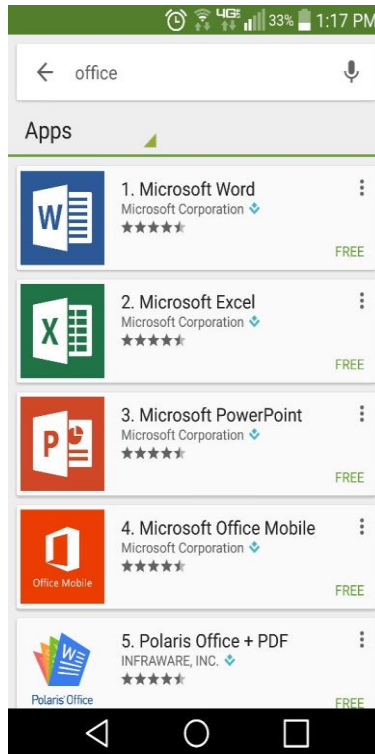 4G 33% 1:17 PM
office
Apps
W
1. Microsoft Word
Microsoft Corporation
FREE
X
2. Microsoft Excel
Microsoft Corporation
FREE
P
3. Microsoft PowerPoint
Microsoft Corporation
FREE
Office Mobile
4. Microsoft Office Mobile
Microsoft Corporation
FREE
W
Polaris Office
5. Polaris Office + PDF
INFRAWARE, INC.
FREE